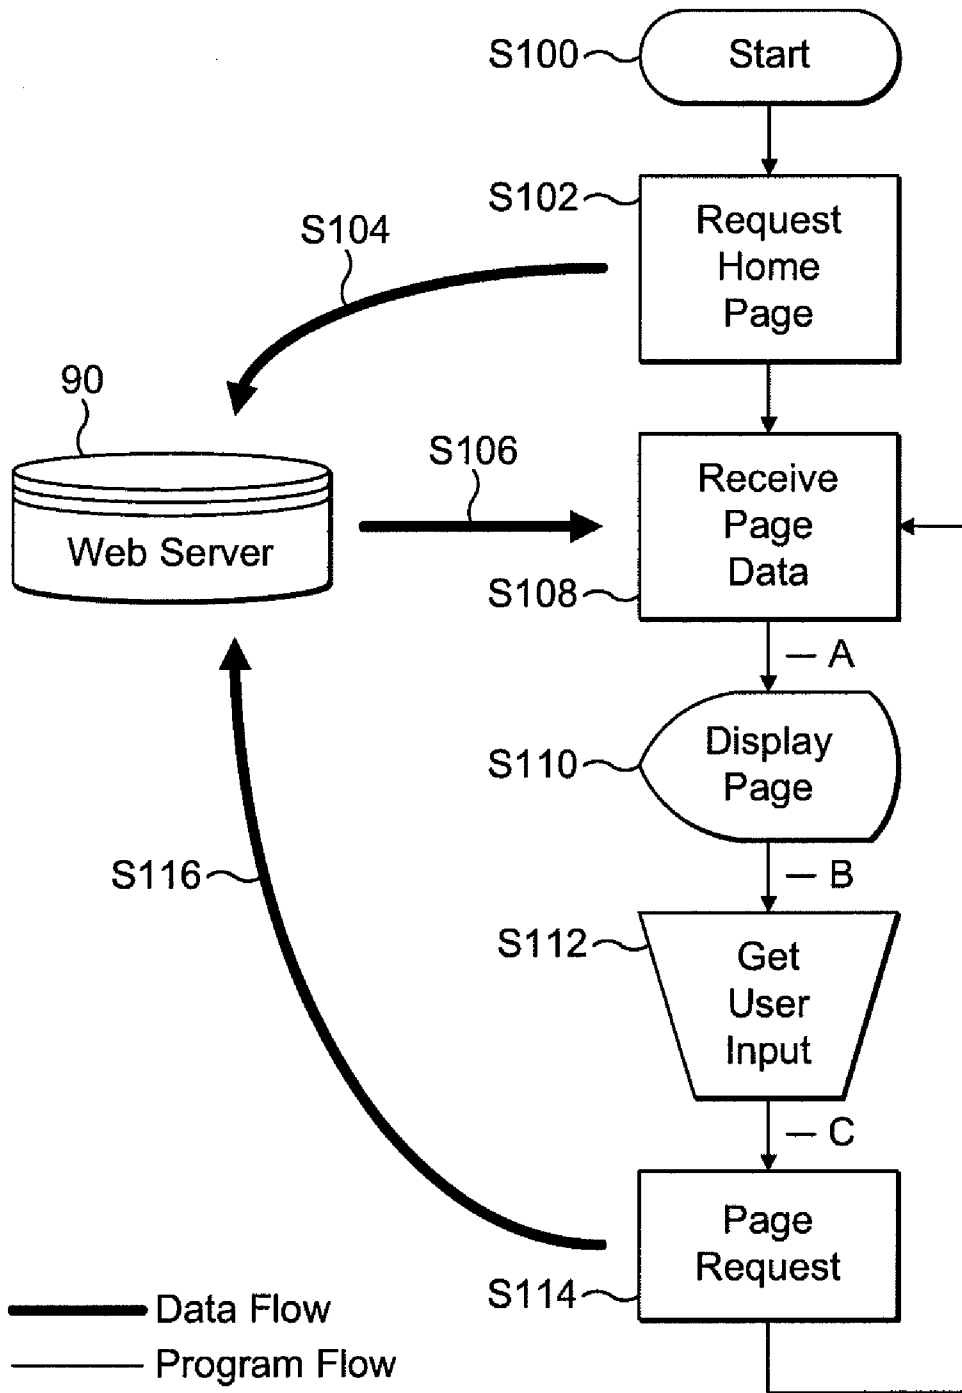 S100
Start
S102
Request
Home
Page
S104
90
Web Server
S106
Receive
Page
Data
S108
— A
Display
Page
S110
— B
S112
Get
User
Input
S116
— C
Page
Request
S114
Data Flow
Program Flow